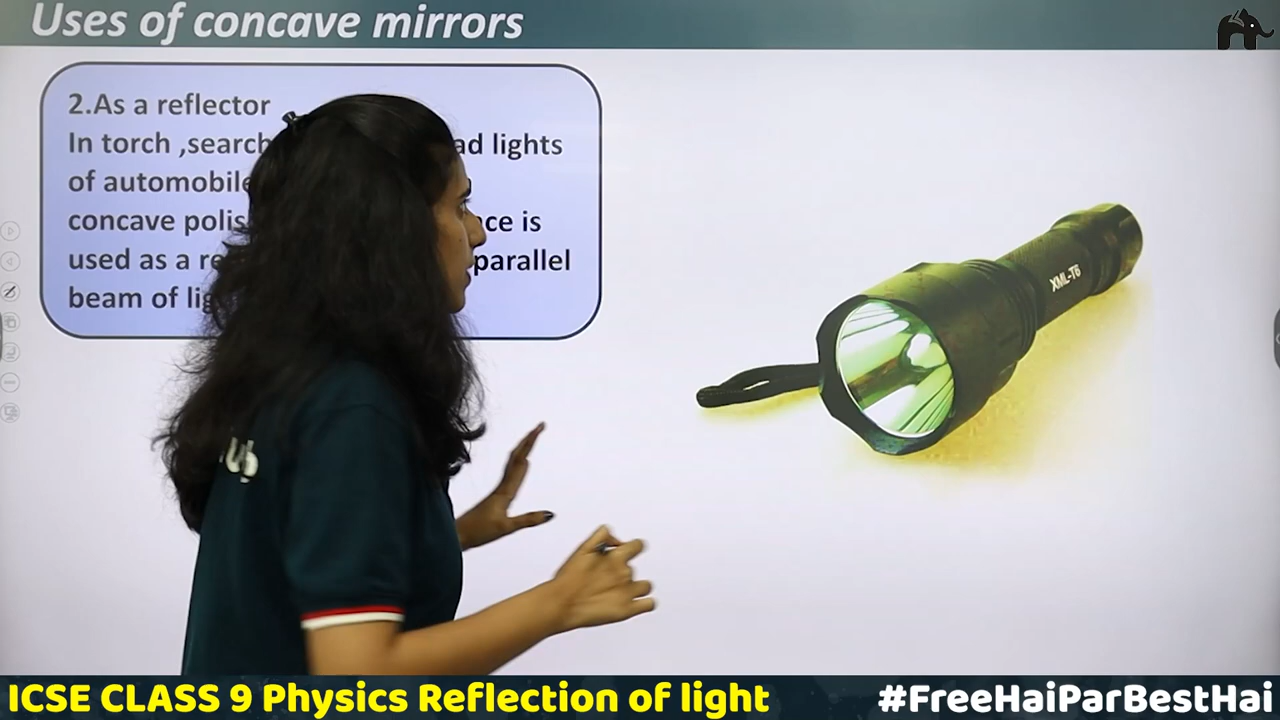 Uses of concave mirrors
2.As a reflector
In torch ,search ad lights
of automobile
concave polis ce is
used as a re parallel
beam of lig
XML-T6
ICSE CLASS 9 Physics Reflection of light
#FreeHaiParBestHai